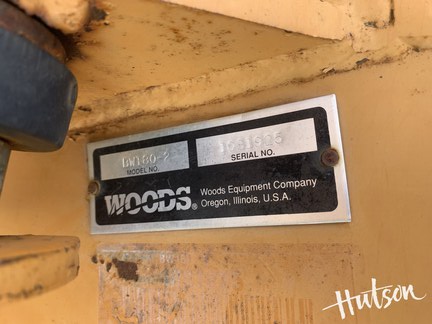 BW180-2
MODEL NO.
SERIAL NO.
WOODS® Woods Equipment Company
Oregon, Illinois, U.S.A.
Hutson